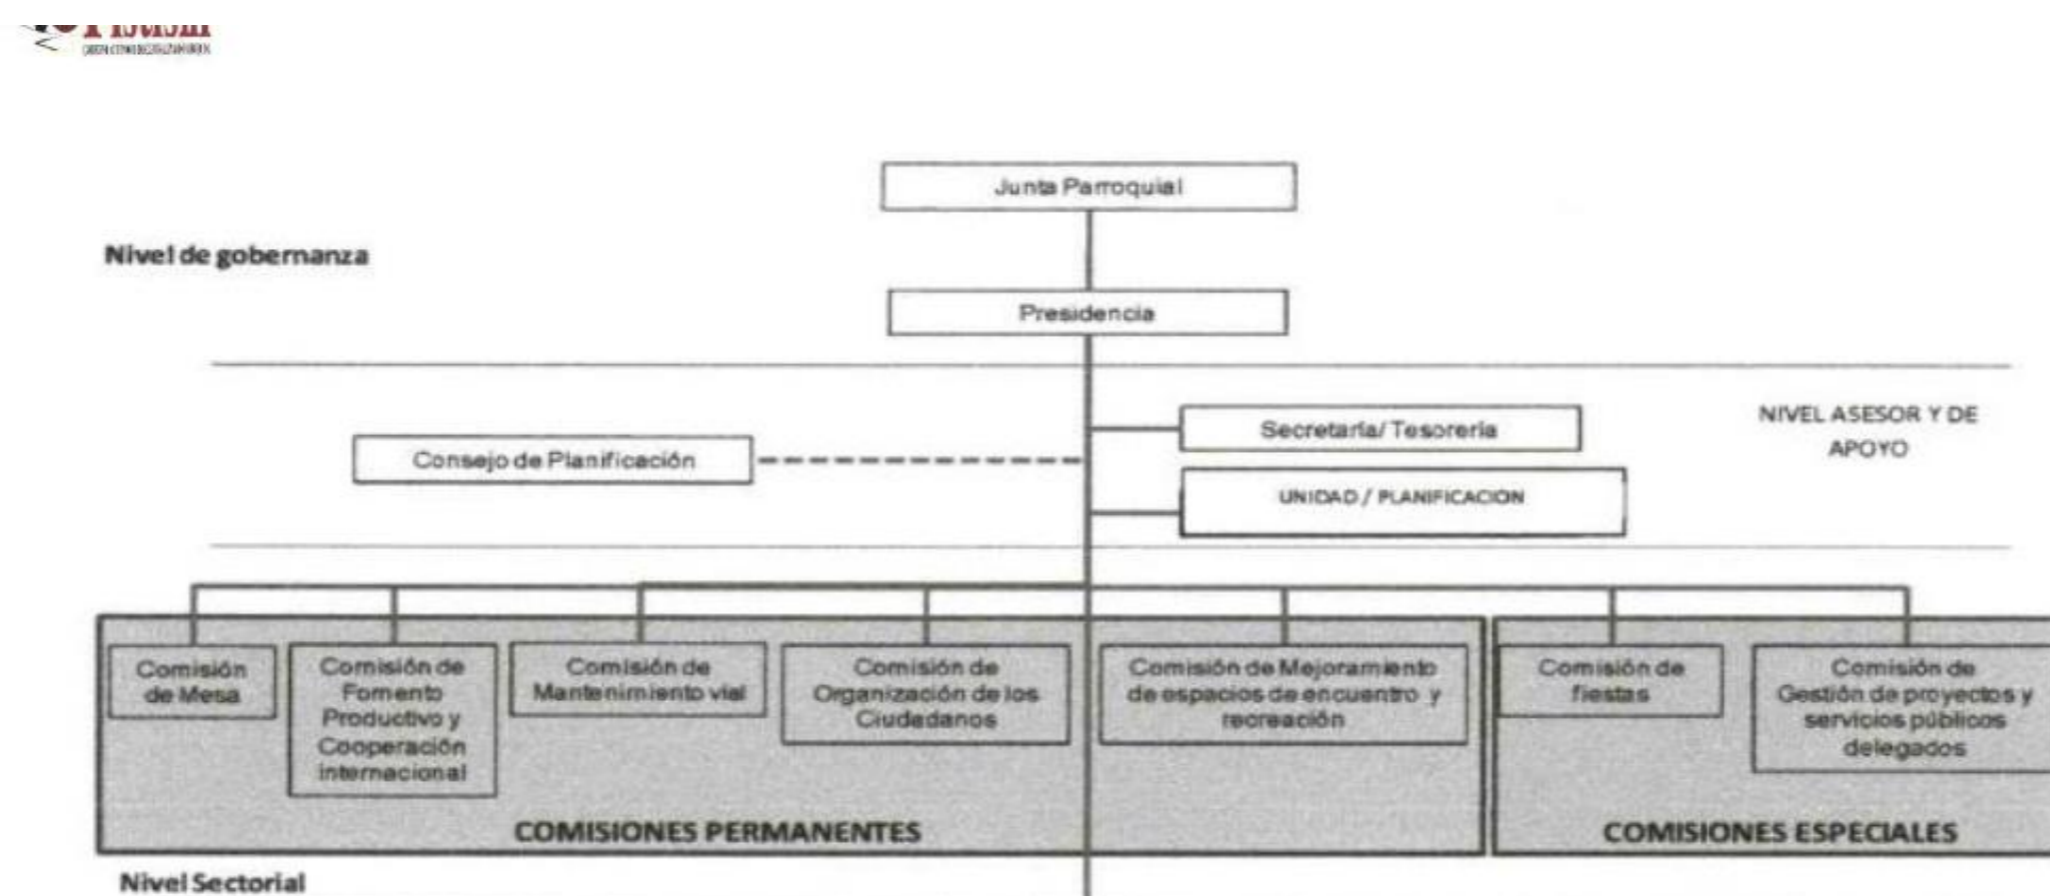 Junta Parroquial
Nivel de gobernanza
Presidencia
NIVEL ASESOR Y DE
APOYO
Secretaría/ Tesorería
Consejo de Planificación
UNIDAD / PLANIFICACION
Comisión
de Mesa
Comisión de
Fomento
Productivo y
Cooperación
internacional
Comisión de
Mantenimiento vial
Comisión de
Organización de los
Ciudadanos
Comisión de Mejoramiento
de espacios de encuentro y
recreación
Comisión de
fiestas
Comisión de
Gestión de proyectos y
servicios públicos
delegados
COMISIONES PERMANENTES
COMISIONES ESPECIALES
Nivel Sectorial